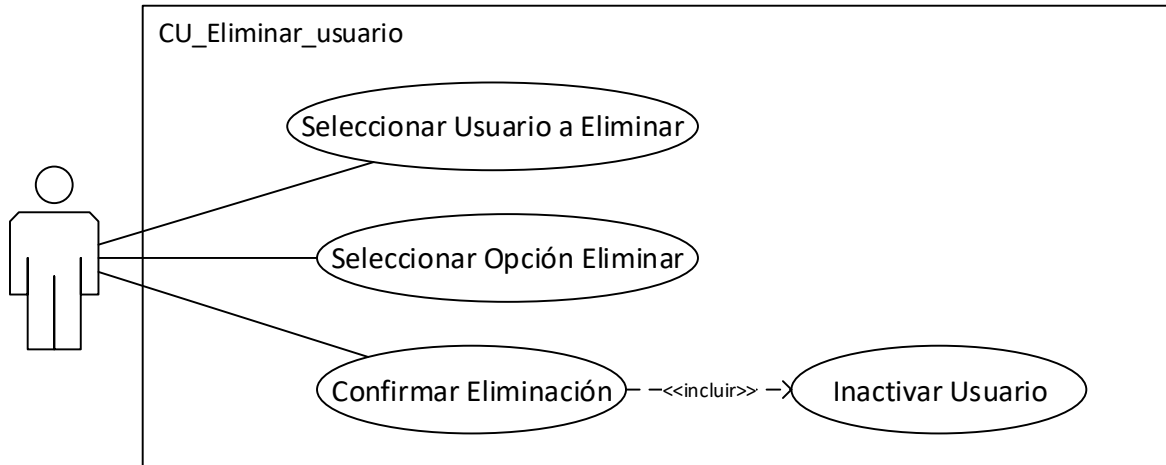 CU_Eliminar_usuario
Seleccionar Usuario a Eliminar
Seleccionar Opción Eliminar
Confirmar Eliminación
<<incluir>>
Inactivar Usuario